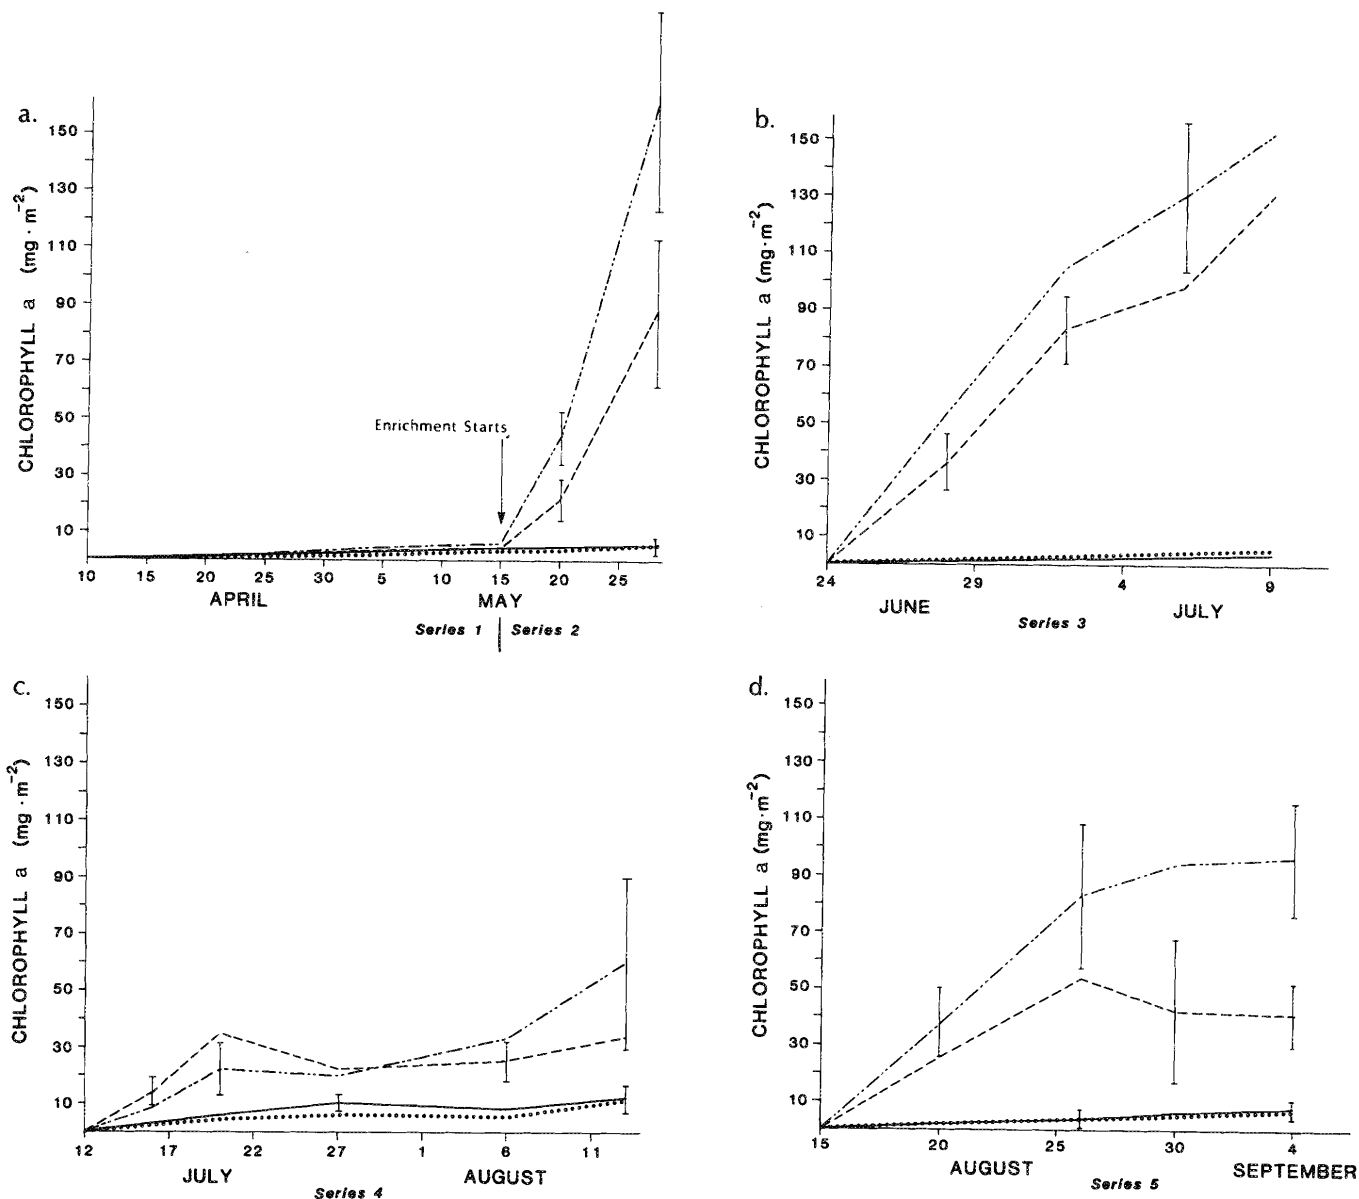 a.
CHLOROPHYLL a (mg · m⁻²)
150
130
110
90
70
50
30
10
Enrichment Starts
10 15 20 25 30 5 10 15 20 25
APRIL MAY
Series 1 Series 2
b.
CHLOROPHYLL a (mg·m⁻²)
150
130
110
90
70
50
30
10
24 29 4 9
JUNE JULY
Series 3
c.
CHLOROPHYLL a (mg · m⁻²)
150
130
110
90
70
50
30
10
12 17 22 27 1 6 11
JULY AUGUST
Series 4
d.
CHLOROPHYLL a (mg·m⁻²)
150
130
110
90
70
50
30
10
15 20 25 30 4
AUGUST SEPTEMBER
Series 5